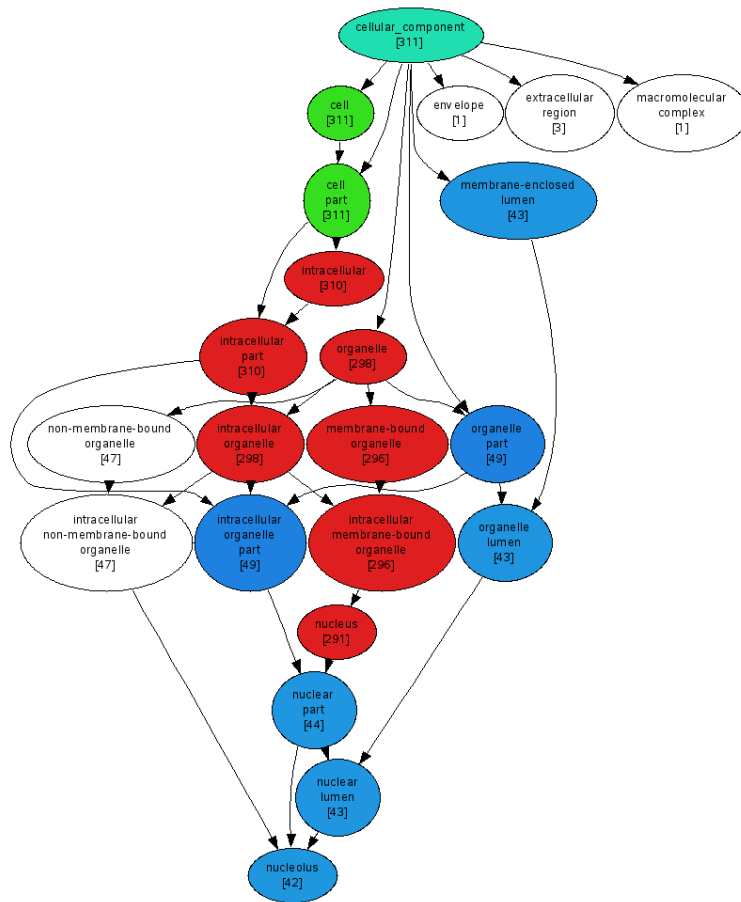 cellular_component
[311]
cell
[311]
envelope
[1]
extracellular
region
[3]
macromolecular
complex
[1]
cell
part
[311]
membrane-enclosed
lumen
[43]
intracellular
[310]
intracellular
part
[310]
organelle
[298]
non-membrane-bound
organelle
[47]
intracellular
organelle
[298]
membrane-bound
organelle
[296]
organelle
part
[49]
intracellular
non-membrane-bound
organelle
[47]
intracellular
organelle
part
[49]
intracellular
membrane-bound
organelle
[296]
organelle
lumen
[43]
nucleus
[291]
nuclear
part
[44]
nuclear
lumen
[43]
nucleolus
[42]